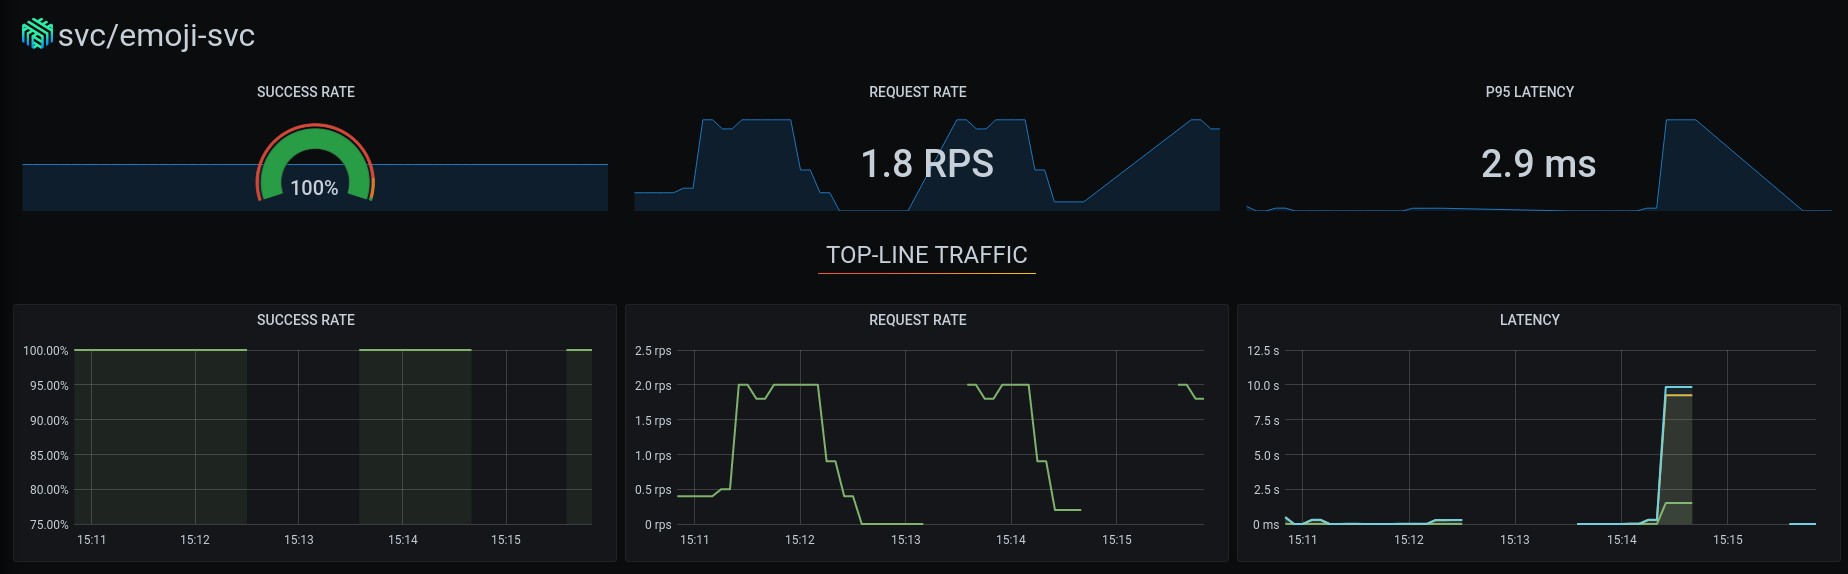 svc/emoji-svc
SUCCESS RATE
REQUEST RATE
P95 LATENCY
100%
1.8 RPS
2.9 ms
TOP-LINE TRAFFIC
SUCCESS RATE
100.00%
95.00%
90.00%
85.00%
80.00%
75.00%
15:11 15:12 15:13 15:14 15:15
REQUEST RATE
2.5 rps
2.0 rps
1.5 rps
1.0 rps
0.5 rps
0 rps
15:11 15:12 15:13 15:14 15:15
LATENCY
12.5 s
10.0 s
7.5 s
5.0 s
2.5 s
0 ms
15:11 15:12 15:13 15:14 15:15